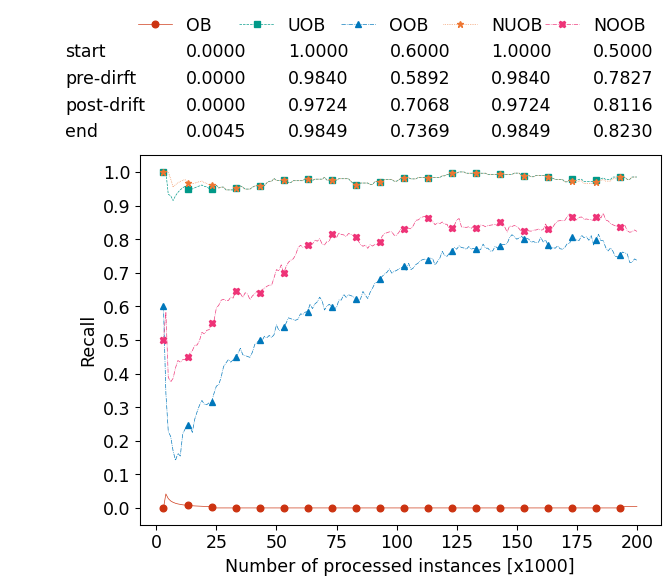 OB UOB OOB NUOB NOOB
start 0.0000 1.0000 0.6000 1.0000 0.5000
pre-dirft 0.0000 0.9840 0.5892 0.9840 0.7827
post-drift 0.0000 0.9724 0.7068 0.9724 0.8116
end 0.0045 0.9849 0.7369 0.9849 0.8230
1.0
0.9
0.8
0.7
0.6
0.5
0.4
0.3
0.2
0.1
0.0
Recall
0 25 50 75 100 125 150 175 200
Number of processed instances [x1000]